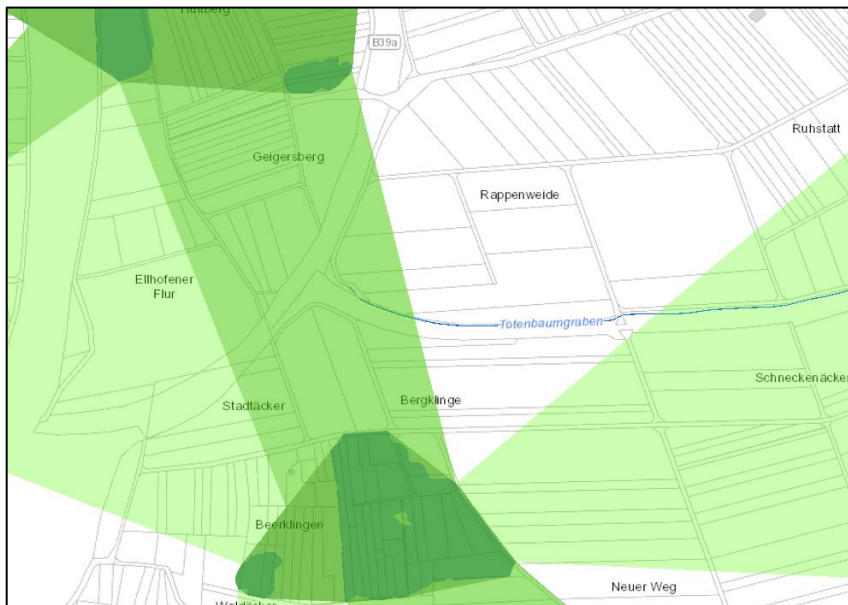 B39a
Ruhstatt
Geigersberg
Rappenweide
Ellhofener
Flur
Totenbaumgraben
Schneckenäcker
Bergklinge
Stadtäcker
Beerklingen
Neuer Weg